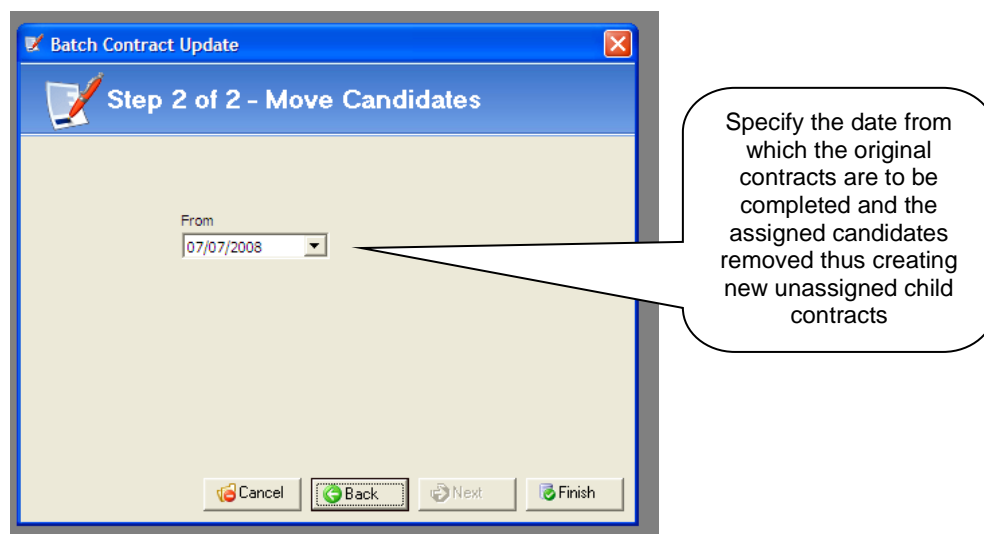 Batch Contract Update
Step 2 of 2 - Move Candidates
From
07/07/2008
Cancel
Back
Next
Finish
Specify the date from
which the original
contracts are to be
completed and the
assigned candidates
removed thus creating
new unassigned child
contracts